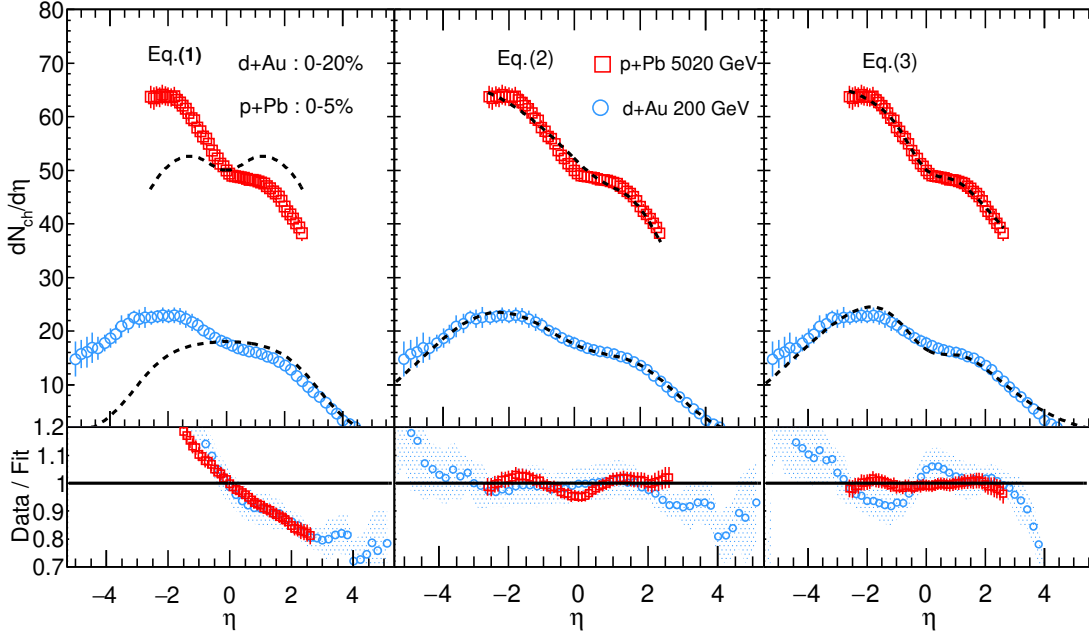 Eq.(1)
d+Au : 0-20%
p+Pb : 0-5%
Eq.(2)
p+Pb 5020 GeV
d+Au 200 GeV
Eq.(3)
dN_ch/dη
80
70
60
50
40
30
20
10
1.2
1.1
1
0.9
0.8
0.7
Data / Fit
−4 −2 0 2 4
−4 −2 0 2 4
−4 −2 0 2 4
η η η